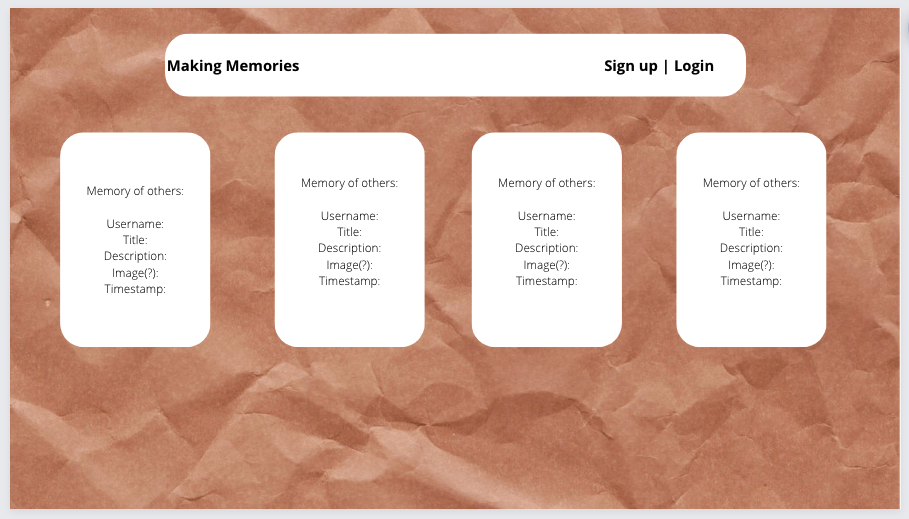 Making Memories
Sign up | Login
Memory of others:
Username:
Title:
Description:
Image(?):
Timestamp:
Memory of others:
Username:
Title:
Description:
Image(?):
Timestamp:
Memory of others:
Username:
Title:
Description:
Image(?):
Timestamp:
Memory of others:
Username:
Title:
Description:
Image(?):
Timestamp: